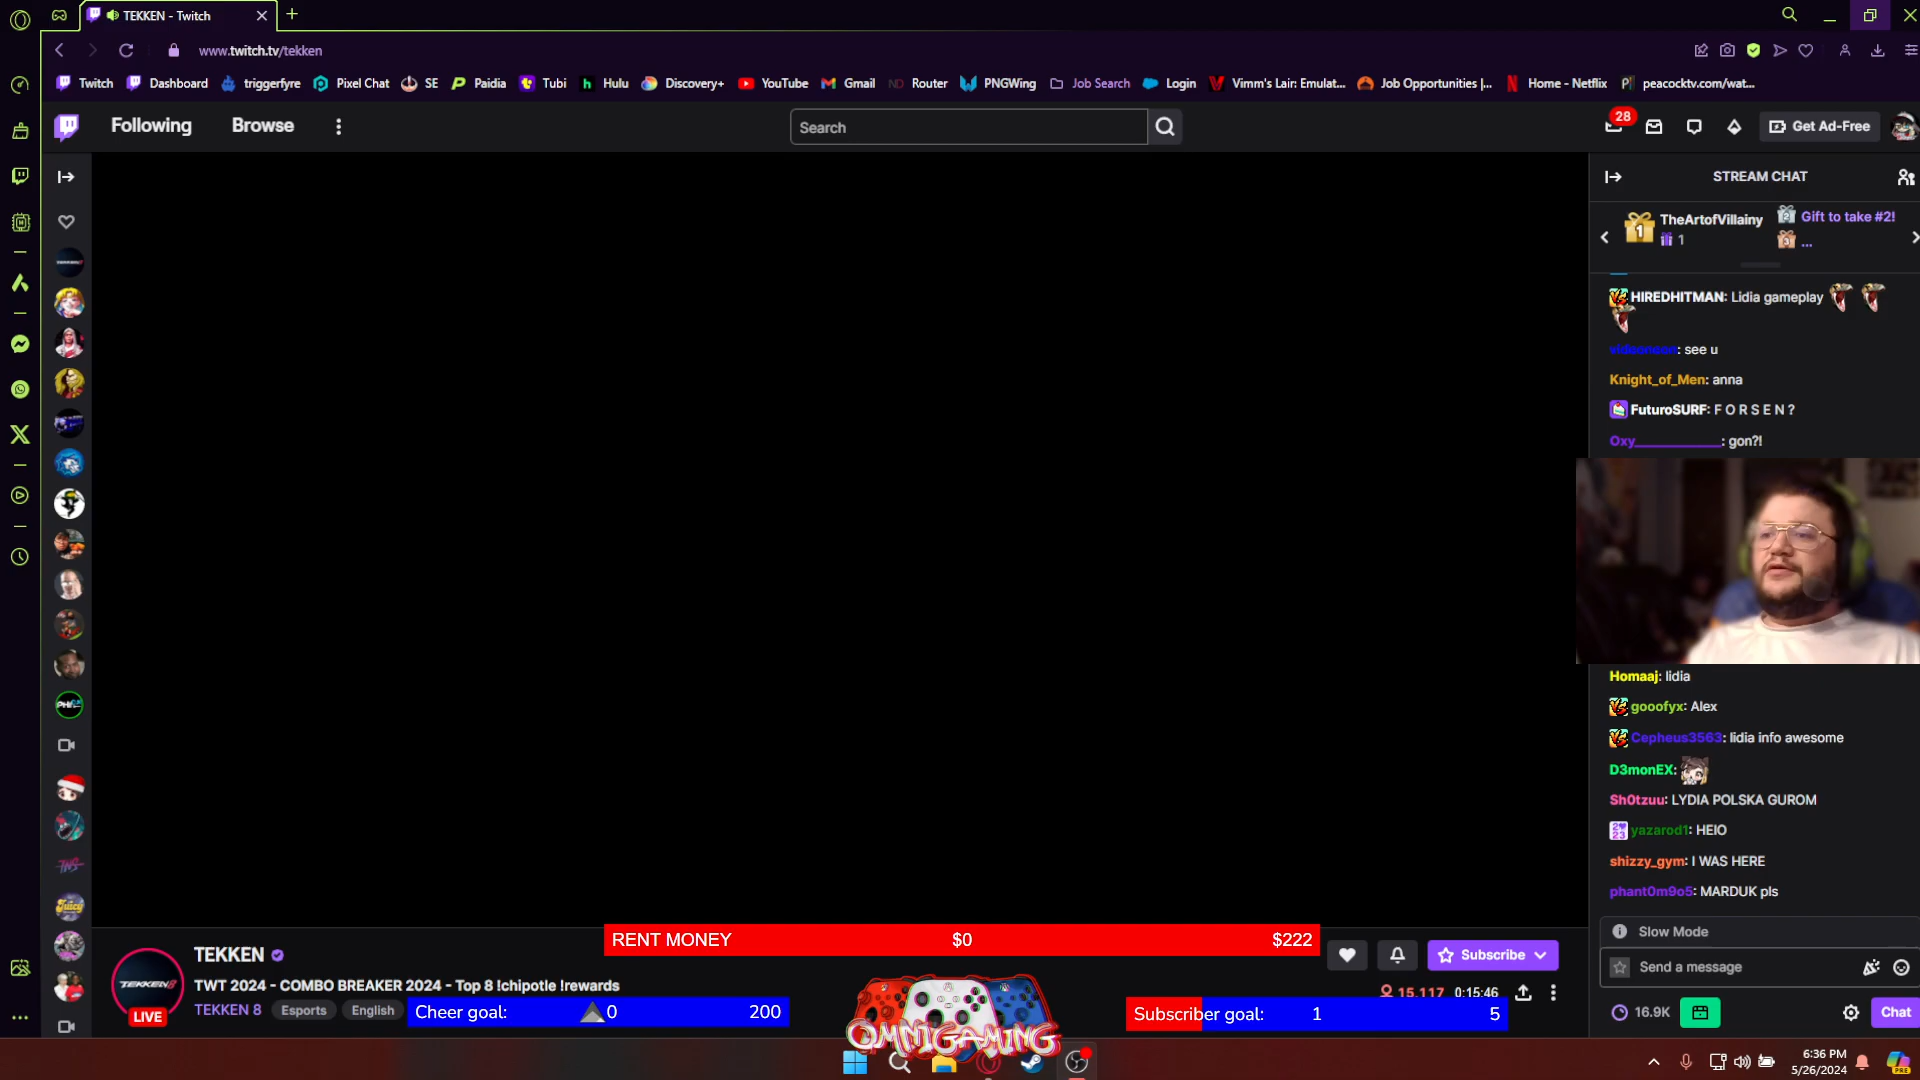 TEKKEN - Twitch
www.twitch.tv/tekken
Twitch Dashboard triggerfyre Pixel Chat SE Paidia Tubi Hulu Discovery+ YouTube Gmail Router PNGWing Job Search Login Vimm's Lair: Emulat... Job Opportunities |... Home - Netflix peacocktv.com/wat...
Following Browse Search 28 Get Ad-Free
STREAM CHAT
TheArtofVillainy
1
Gift to take #2!
...
HIREDHITMAN: Lidia gameplay
: see u
Knight_of_Men: anna
FuturoSURF: F O R S E N ?
Oxy____________: gon?!
Homaaj: lidia
gooofyx: Alex
Cepheus3563: lidia info awesome
D3monEX:
Sh0tzuu: LYDIA POLSKA GUROM
yazarod1: HEIO
shizzy_gym: I WAS HERE
phant0m9o5: MARDUK pls
Slow Mode
Send a message
16.9K Chat
RENT MONEY $0 $222
TEKKEN
TWT 2024 - COMBO BREAKER 2024 - Top 8 !chipotle !rewards
TEKKEN 8 Esports English
TEKKEN8
LIVE
Subscribe
15,117 0:15:46
Cheer goal: 0 200
OMNIGAMING
Subscriber goal: 1 5
6:36 PM
5/26/2024